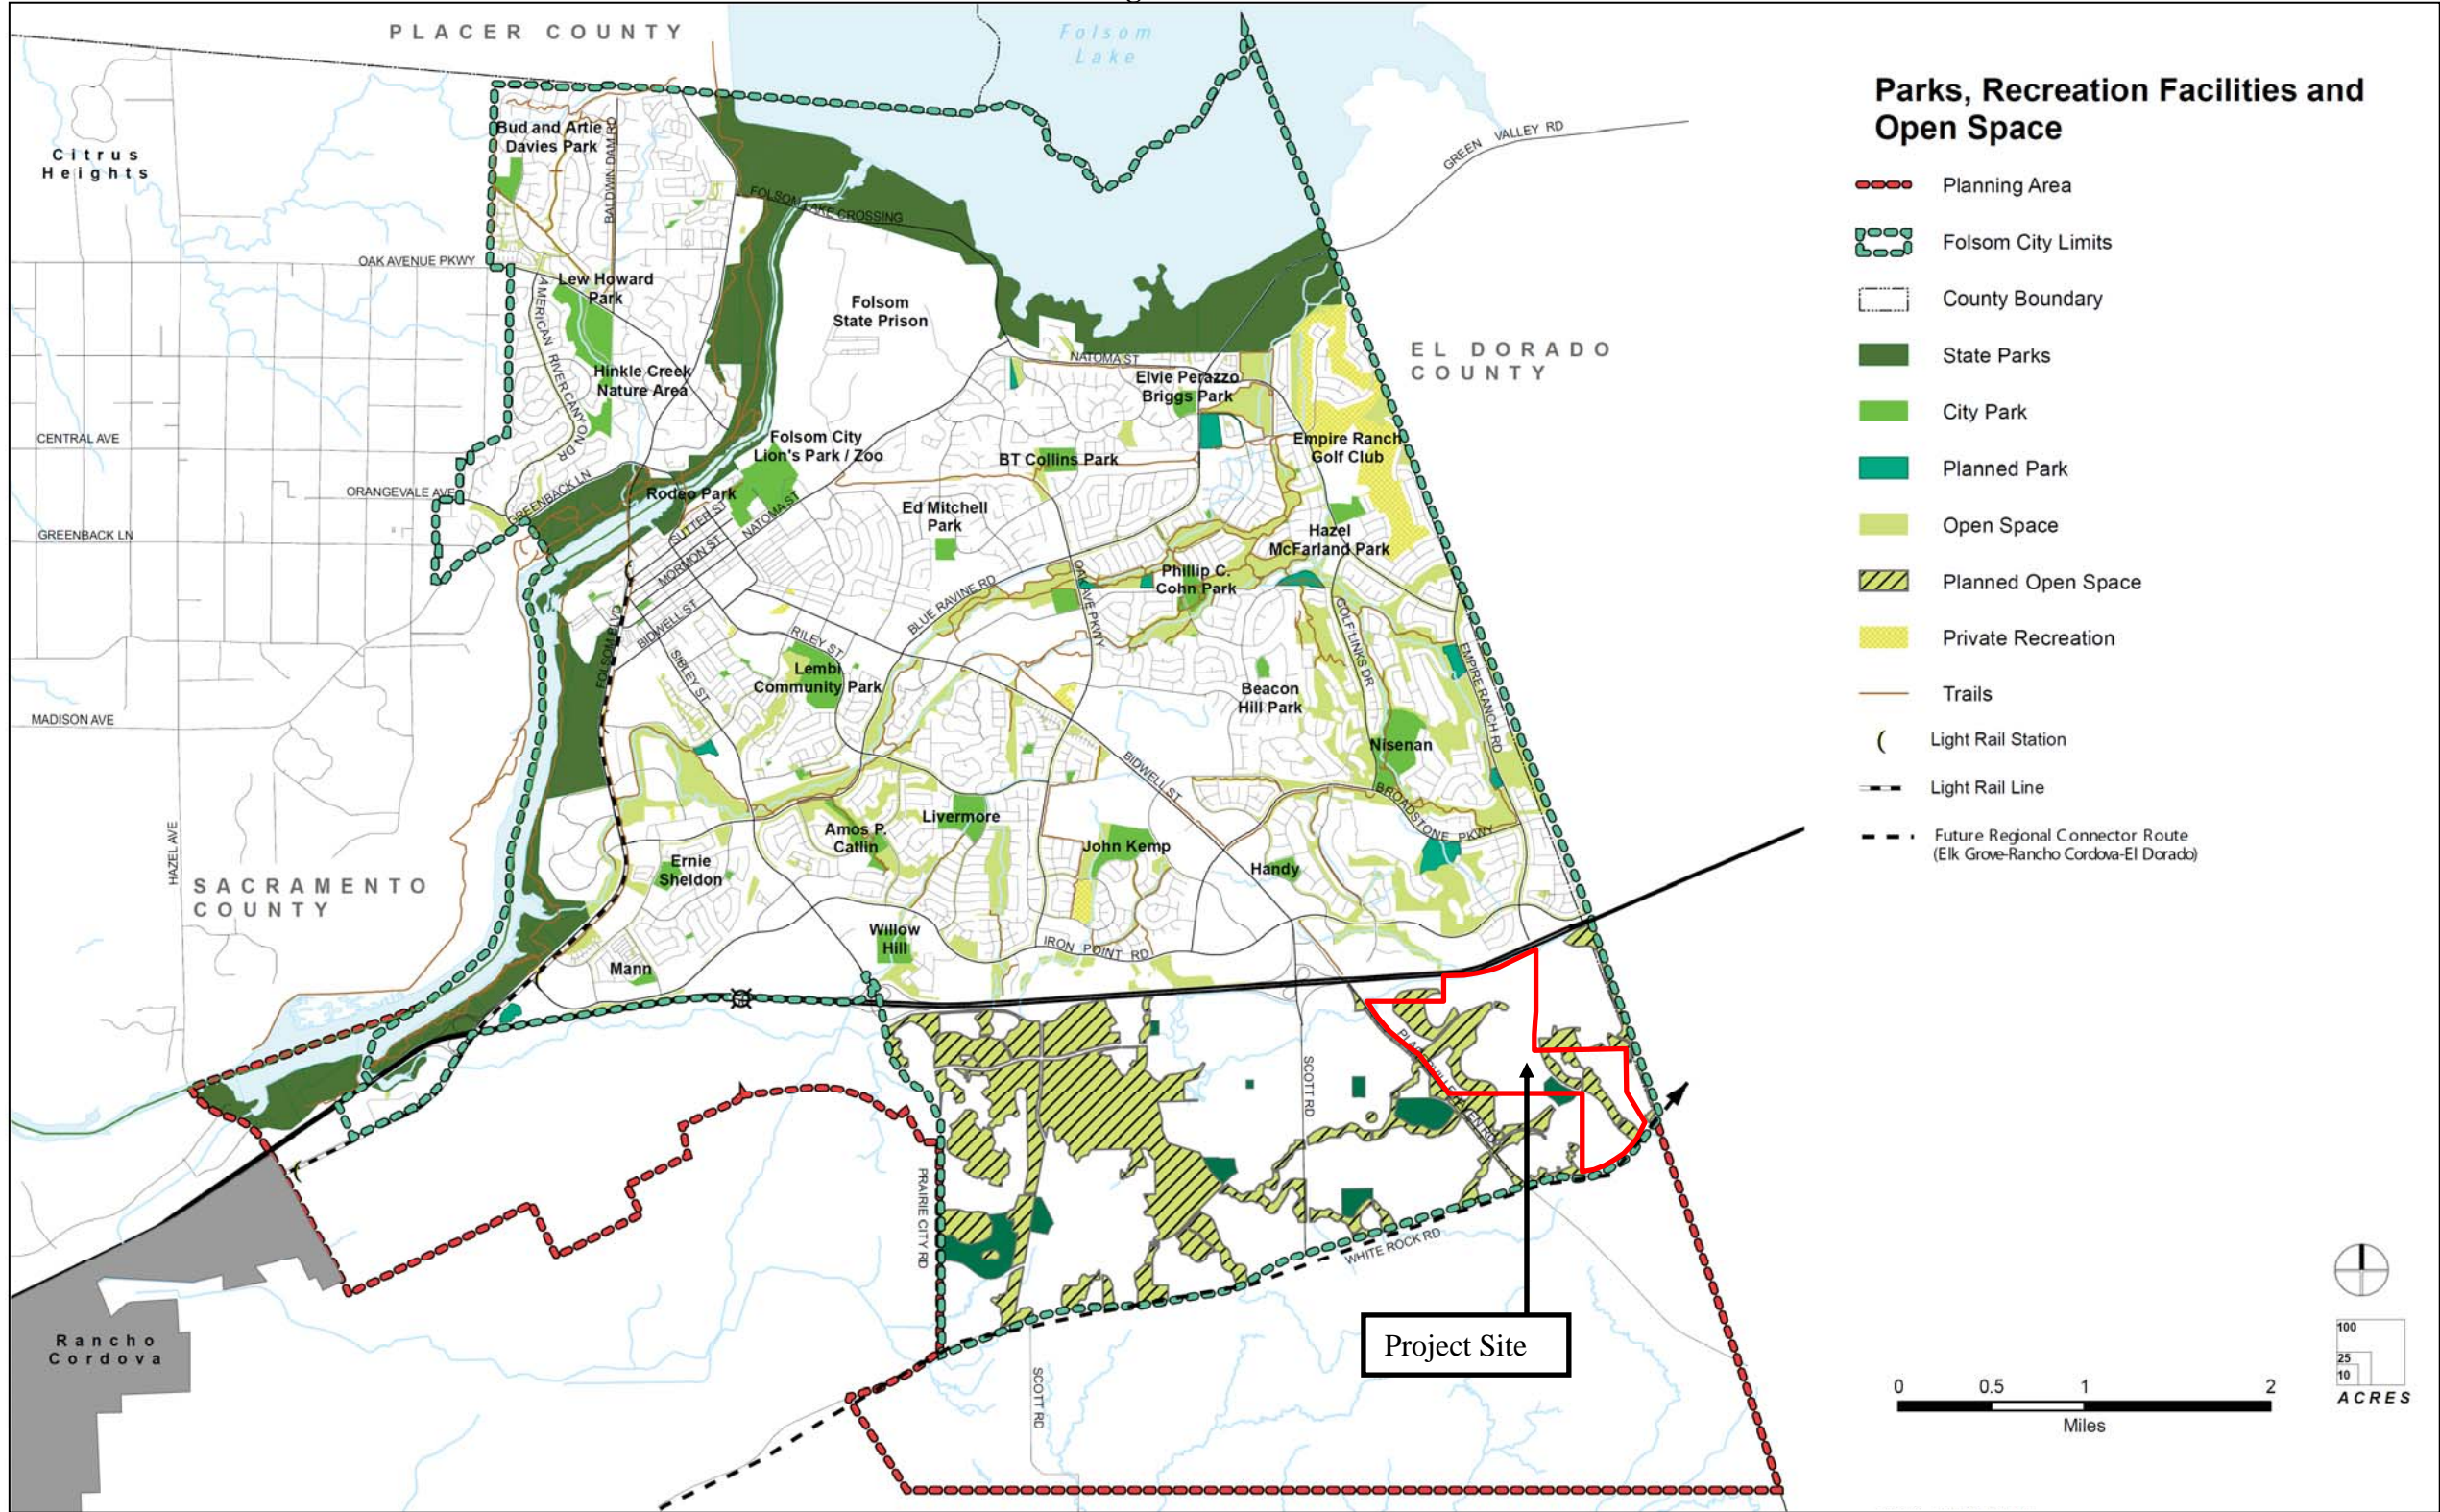 PLACER COUNTY
Folsom
Lake
Citrus
Heights
Bud and Artie
Davies Park
BALDWIN DAM RD
FOLSOM LAKE CROSSING
GREEN VALLEY RD
OAK AVENUE PKWY
Lew Howard
Park
AMERICAN RIVER CANYON DR
Folsom
State Prison
Hinkle Creek
Nature Area
NATOMA ST
Elvie Perazzo
Briggs Park
EL DORADO
COUNTY
CENTRAL AVE
Folsom City
Lion's Park / Zoo
BT Collins Park
Empire Ranch
Golf Club
ORANGEVALE AVE
GREENBACK LN
Rodeo Park
SUTTER ST
NATOMA ST
Ed Mitchell
Park
GREENBACK LN
MORMON ST
Hazel
McFarland Park
Phillip C.
Cohn Park
BLUE RAVINE RD
OAK AVE PKWY
BIDWELL ST
FOLSOM BLVD
RILEY ST
GOLF LINKS DR
EMPIRE RANCH RD
SIBLEY ST
Lembi
Community Park
Beacon
Hill Park
MADISON AVE
Nisenan
BIDWELL ST
BROADSTONE PKWY
HAZEL AVE
Amos P.
Catlin
Livermore
John Kemp
Ernie
Sheldon
Handy
SACRAMENTO
COUNTY
Willow
Hill
IRON POINT RD
Mann
SCOTT RD
PRAIRIE CITY RD
WHITE ROCK RD
Project Site
Rancho
Cordova
SCOTT RD
Parks, Recreation Facilities and
Open Space
Planning Area
Folsom City Limits
County Boundary
State Parks
City Park
Planned Park
Open Space
Planned Open Space
Private Recreation
Trails
Light Rail Station
Light Rail Line
Future Regional Connector Route
(Elk Grove-Rancho Cordova-El Dorado)
100
25
10
ACRES
0 0.5 1 2
Miles